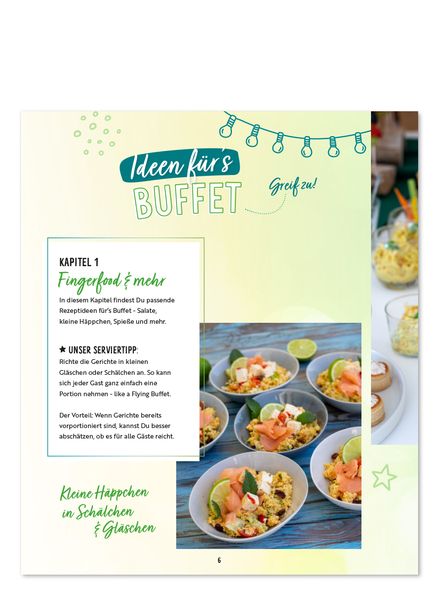 Ideen für's
BUFFET
Greif zu!
KAPITEL 1
Fingerfood & mehr
In diesem Kapitel findest Du passende
Rezeptideen für's Buffet - Salate,
kleine Häppchen, Spieße und mehr.
UNSER SERVIERTIPP:
Richte die Gerichte in kleinen
Gläschen oder Schälchen an. So kann
sich jeder Gast ganz einfach eine
Portion nehmen - like a Flying Buffet.
Der Vorteil: Wenn Gerichte bereits
vorportioniert sind, kannst Du besser
abschätzen, ob es für alle Gäste reicht.
Kleine Häppchen
in Schälchen
& Gläschen
6